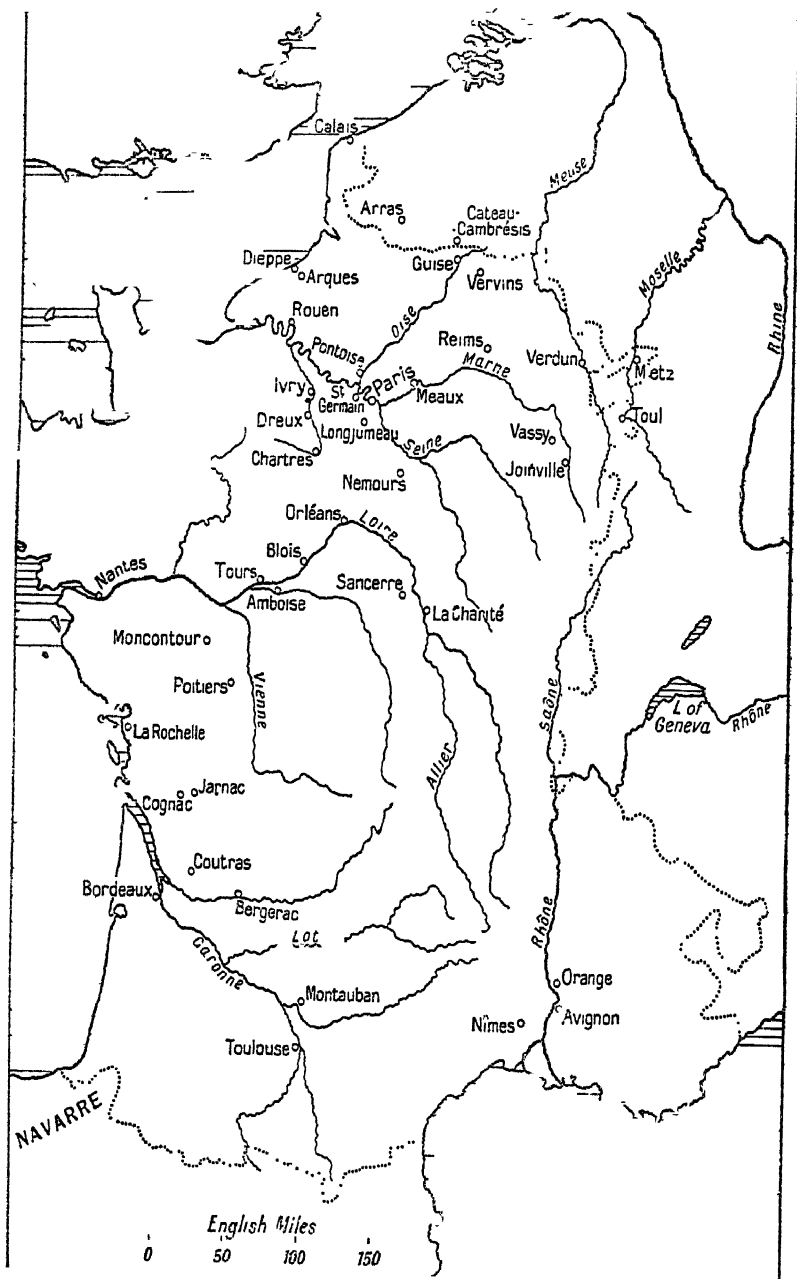 Calais
Meuse
Arras
Cateau-
Cambrésis
Dieppe
Arques
Guise
Vervins
Moselle
Rhine
Rouen
Oise
Pontoise
Reims
Marne
Verdun
Metz
Ivry
St
Germain
Paris
Meaux
Toul
Dreux
Longjumeau
Seine
Vassy
Chartres
Joinville
Nemours
Orléans
Loire
Blois
Nantes
Tours
Amboise
Sancerre
La Charité
Moncontour
Poitiers
Vienne
Saône
L of
Geneva
Rhône
La Rochelle
Allier
Jarnac
Cognac
Coutras
Bordeaux
Bergerac
Rhône
Lot
Garonne
Orange
Montauban
Avignon
Nîmes
Toulouse
NAVARRE
English Miles
0 50 100 150